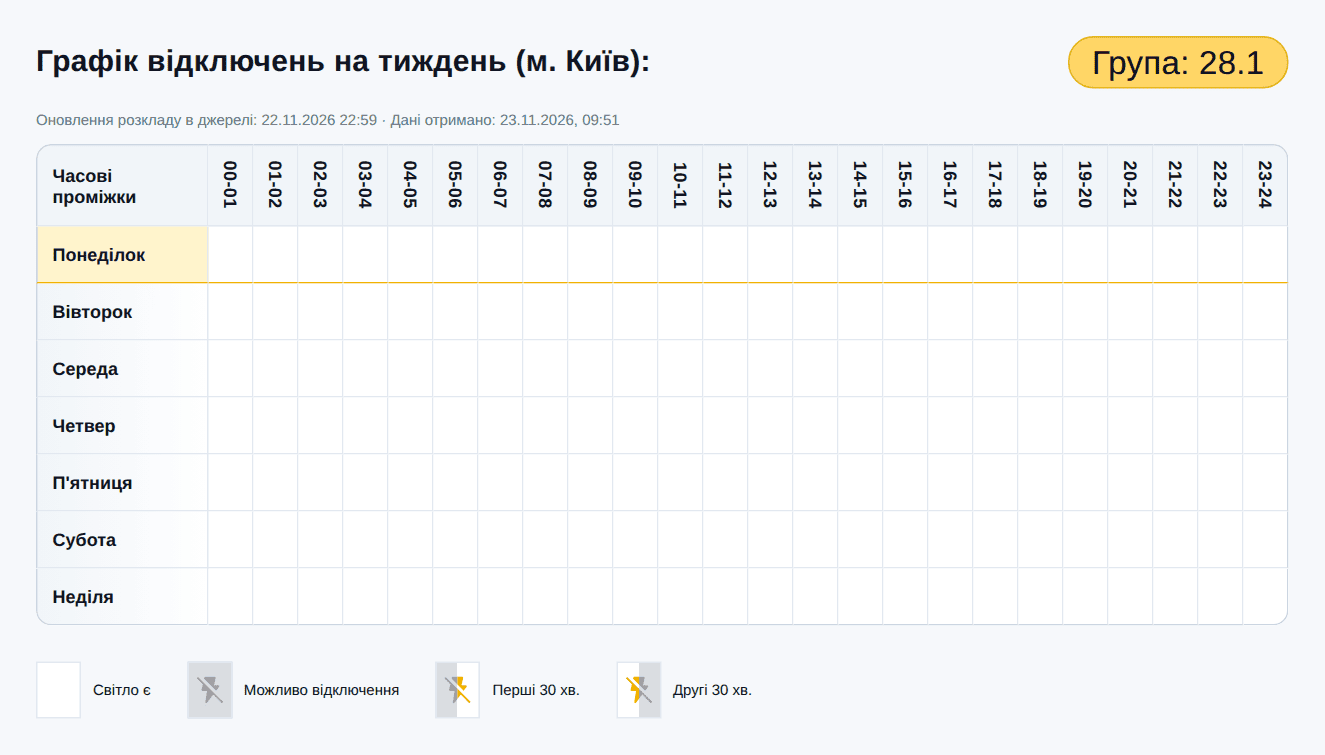 Графік відключень на тиждень (м. Київ):
Група: 28.1
Оновлення розкладу в джерелі: 22.11.2026 22:59 · Дані отримано: 23.11.2026, 09:51
Часові
проміжки
00-01 01-02 02-03 03-04 04-05 05-06 06-07 07-08 08-09 09-10 10-11 11-12 12-13 13-14 14-15 15-16 16-17 17-18 18-19 19-20 20-21 21-22 22-23 23-24
Понеділок
Вівторок
Середа
Четвер
П'ятниця
Субота
Неділя
Світло є Можливо відключення Перші 30 хв. Другі 30 хв.